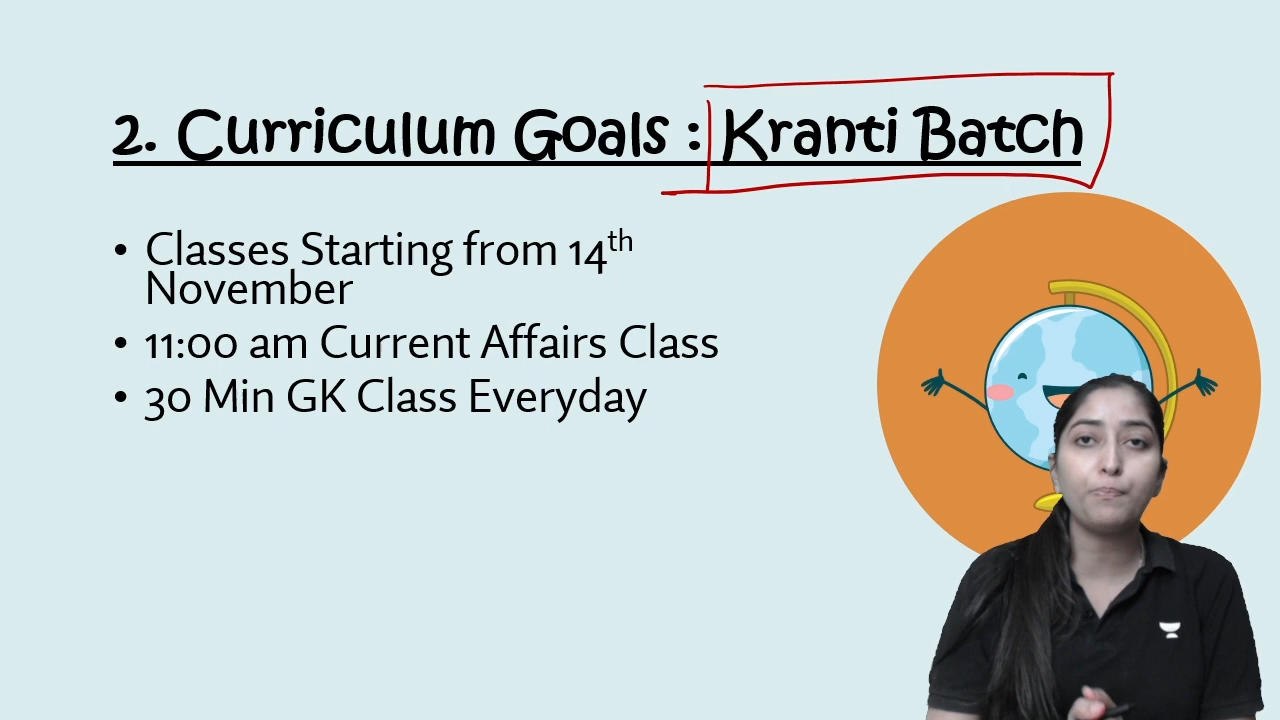 2. Curriculum Goals : Kranti Batch
• Classes Starting from 14th
November
• 11:00 am Current Affairs Class
• 30 Min GK Class Everyday